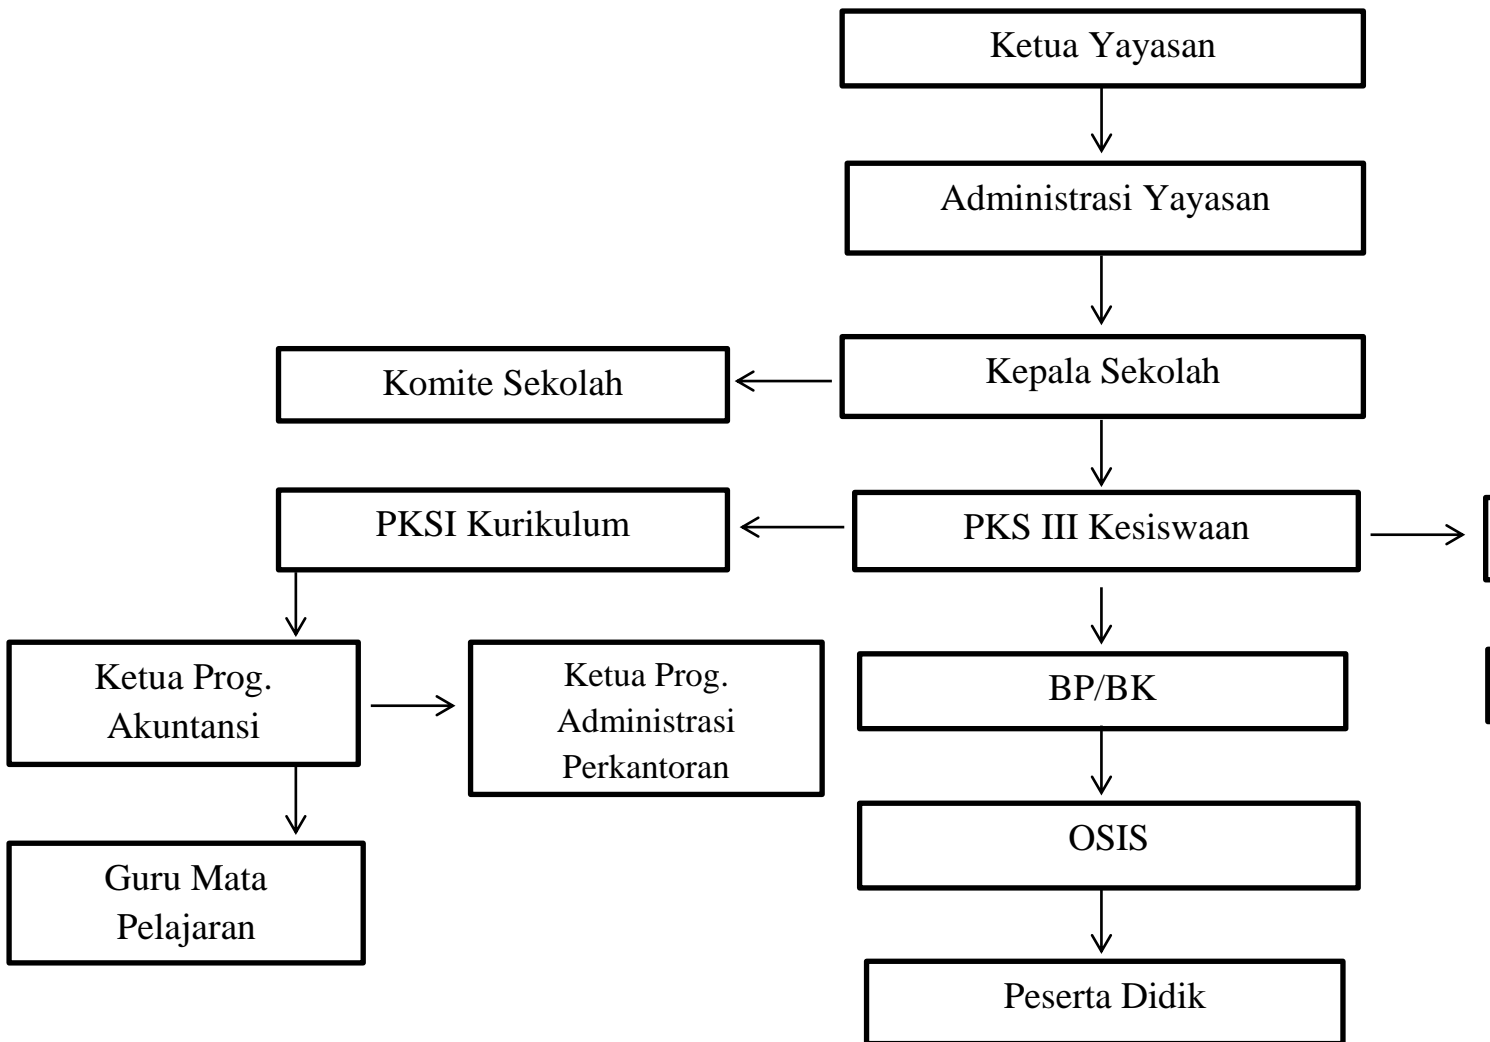 Ketua Yayasan
Administrasi Yayasan
Komite Sekolah
Kepala Sekolah
PKSI Kurikulum
PKS III Kesiswaan
Ketua Prog.
Akuntansi
Ketua Prog.
Administrasi
Perkantoran
BP/BK
OSIS
Guru Mata
Pelajaran
Peserta Didik